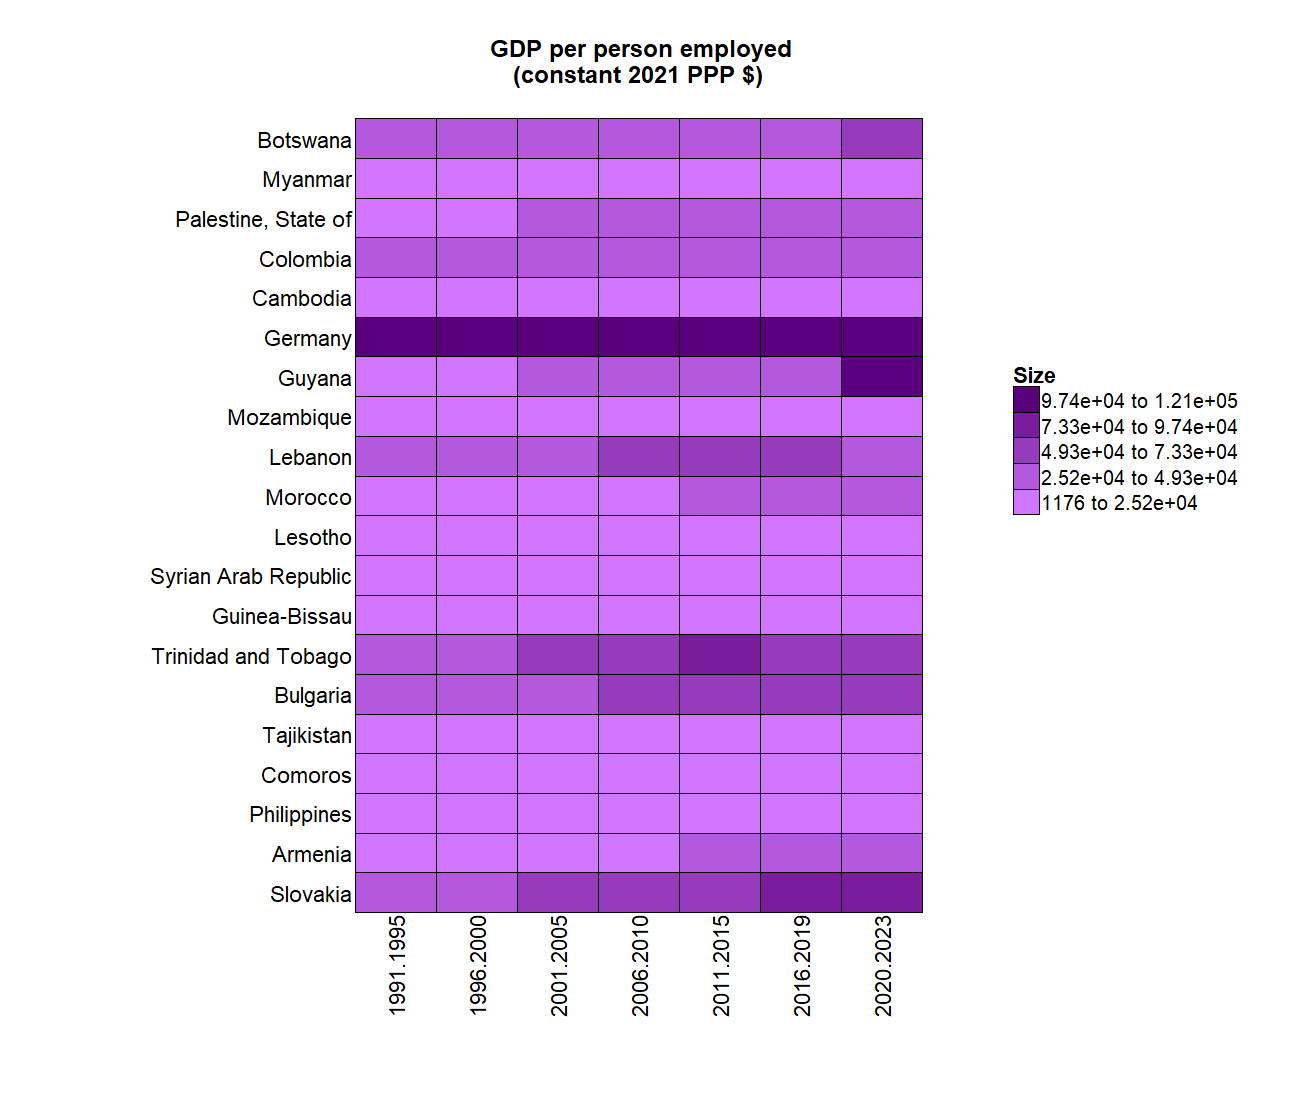 GDP per person employed
(constant 2021 PPP $)
Botswana
Myanmar
Palestine, State of
Colombia
Cambodia
Germany
Guyana
Mozambique
Lebanon
Morocco
Lesotho
Syrian Arab Republic
Guinea-Bissau
Trinidad and Tobago
Bulgaria
Tajikistan
Comoros
Philippines
Armenia
Slovakia
1991.1995
1996.2000
2001.2005
2006.2010
2011.2015
2016.2019
2020.2023
Size
9.74e+04 to 1.21e+05
7.33e+04 to 9.74e+04
4.93e+04 to 7.33e+04
2.52e+04 to 4.93e+04
1176 to 2.52e+04